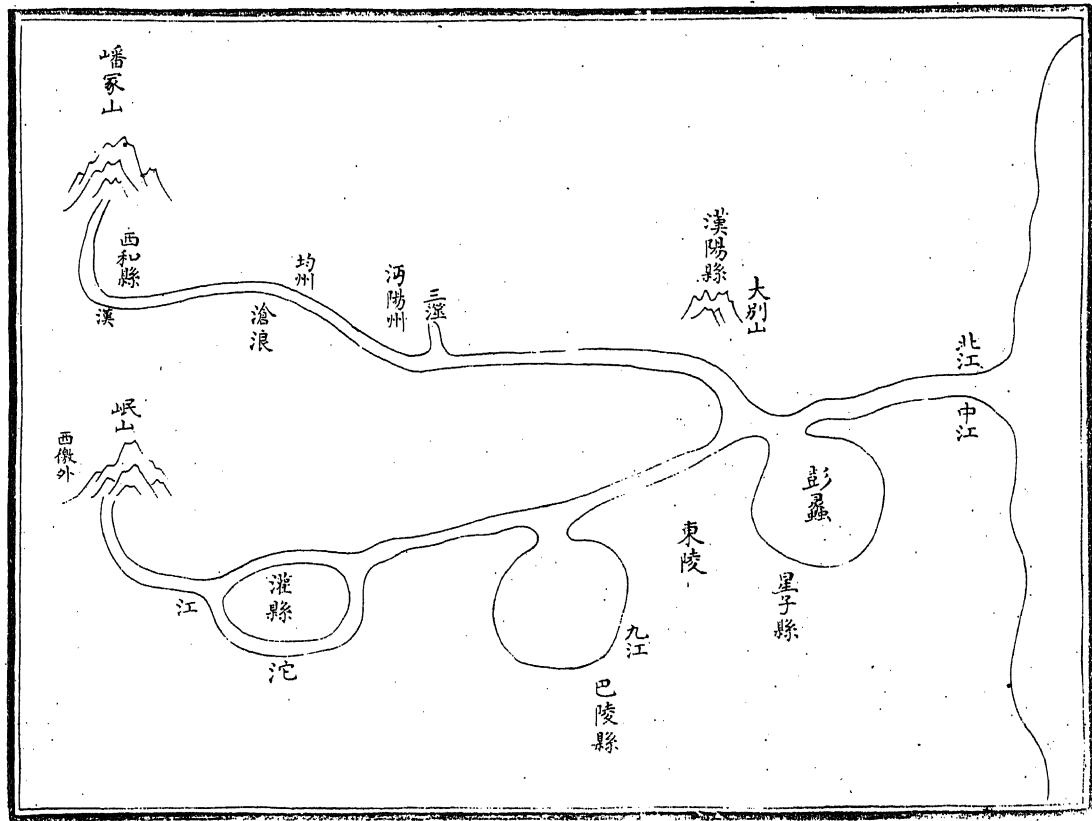 嶓冢山
西和縣
漢
均州
滄浪
沔陽州
三澨
漢陽縣
大別山
北江
中江
岷山
西儌外
江
灌縣
沱
九江
巴陵縣
東陵
彭蠡
星子縣